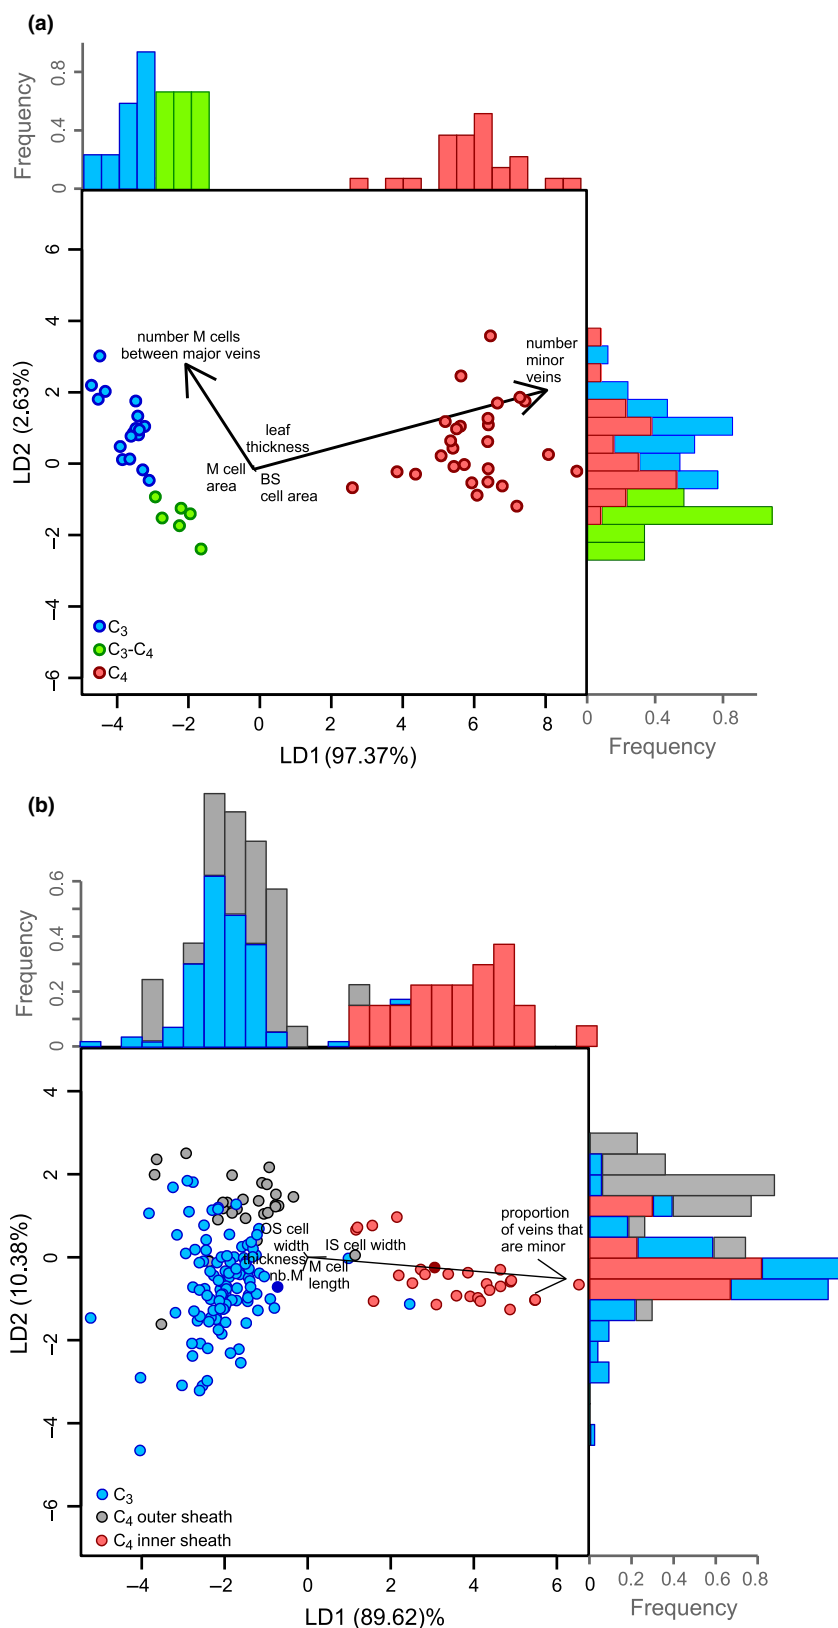 (a)
Frequency
0.8
0.4
0
LD2 (2.63%)
6
4
2
0
−2
−4
−6
number M cells
between major veins
number
minor
veins
leaf
thickness
M cell
area
BS
cell area
C3
C3-C4
C4
−4
−2
0
2
4
6
8
LD1 (97.37%)
0
0.4
0.8
Frequency
(b)
Frequency
0.6
0.4
0.2
0
LD2 (10.38%)
4
2
0
−2
−4
−6
OS cell
width
thickness
nb.M
IS cell width
M cell
length
proportion
of veins that
are minor
C3
C4 outer sheath
C4 inner sheath
−4
−2
0
2
4
6
LD1 (89.62)%
0
0.2
0.4
0.6
0.8
Frequency